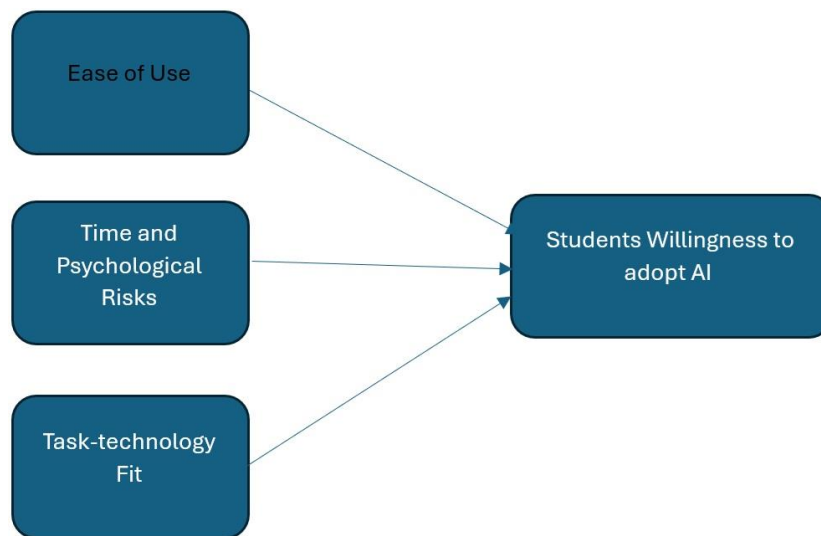 Ease of Use
Time and
Psychological
Risks
Task-technology
Fit
Students Willingness to
adopt AI